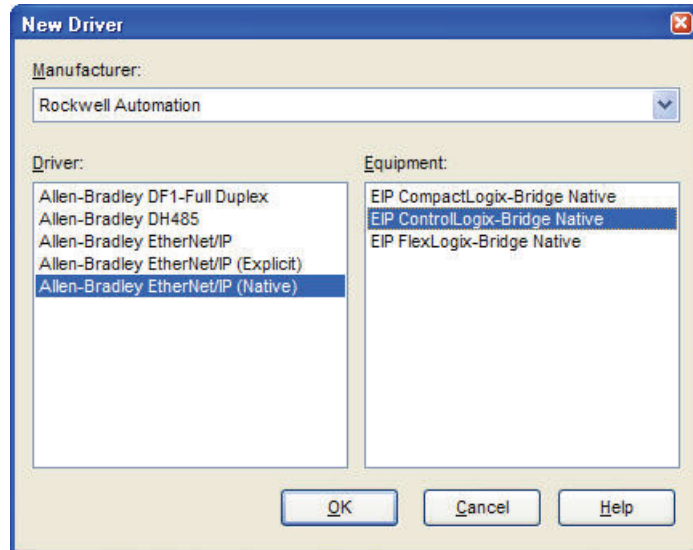 New Driver
Manufacturer:
Rockwell Automation
Driver:
Allen-Bradley DF1-Full Duplex
Allen-Bradley DH485
Allen-Bradley EtherNet/IP
Allen-Bradley EtherNet/IP (Explicit)
Allen-Bradley EtherNet/IP (Native)
Equipment:
EIP CompactLogix-Bridge Native
EIP ControlLogix-Bridge Native
EIP FlexLogix-Bridge Native
OK
Cancel
Help